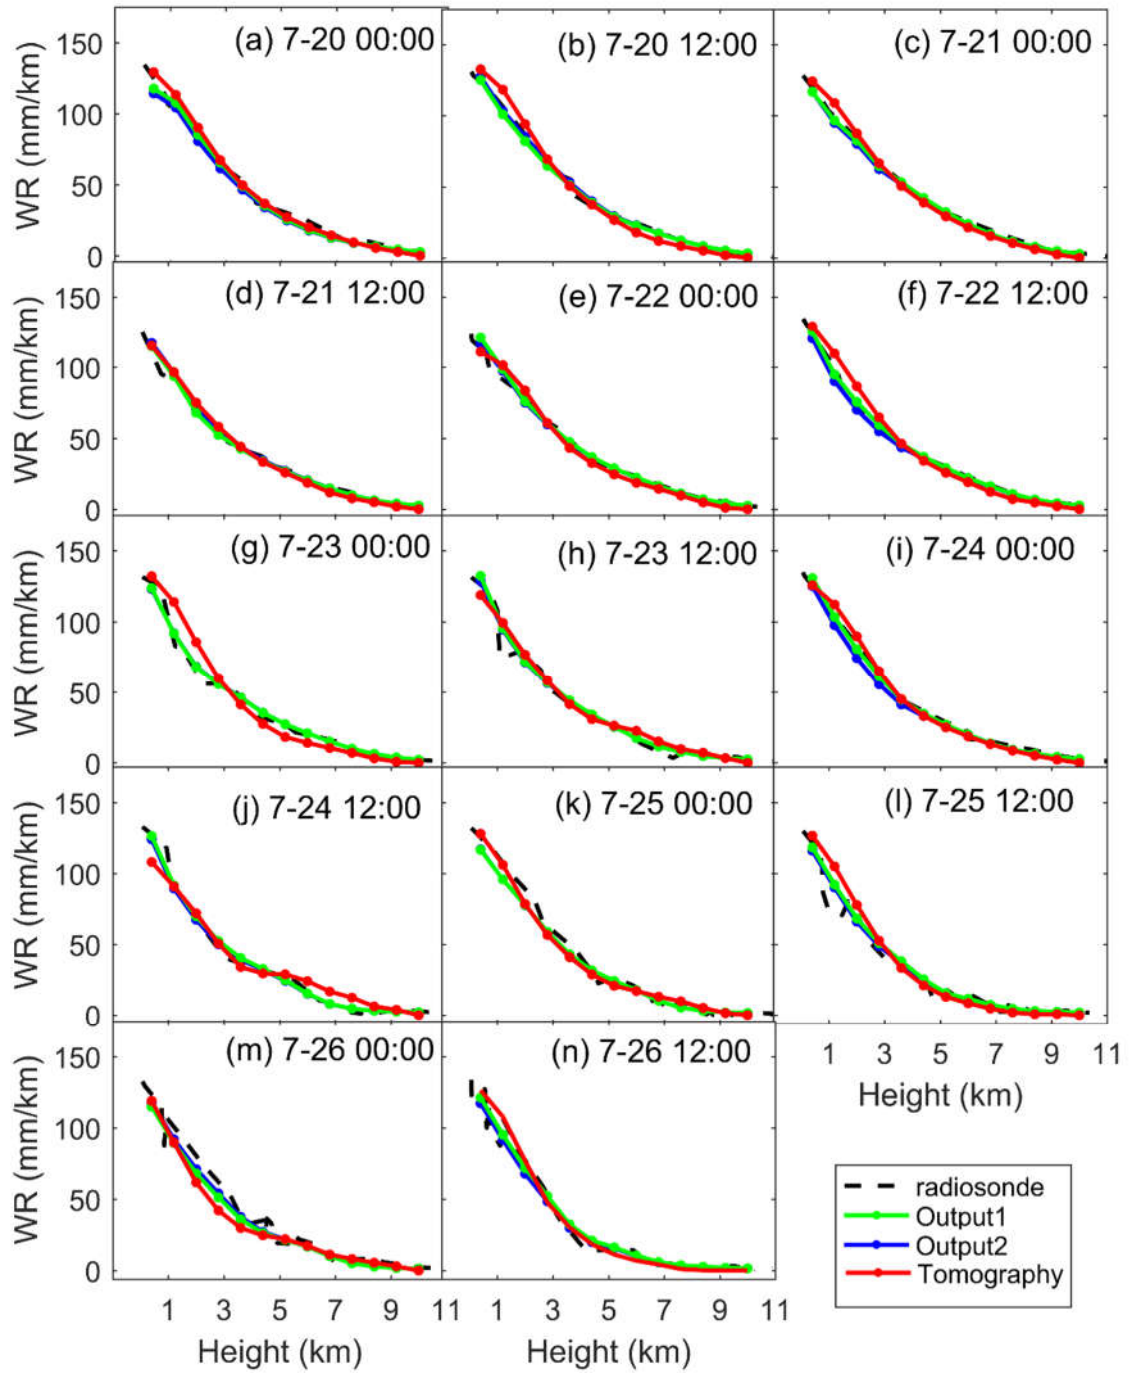 (a) 7-20 00:00
(b) 7-20 12:00
(c) 7-21 00:00
150
100
50
0
WR (mm/km)
(d) 7-21 12:00
(e) 7-22 00:00
(f) 7-22 12:00
150
100
50
0
WR (mm/km)
(g) 7-23 00:00
(h) 7-23 12:00
(i) 7-24 00:00
150
100
50
0
WR (mm/km)
(j) 7-24 12:00
(k) 7-25 00:00
(l) 7-25 12:00
150
100
50
0
WR (mm/km)
1 3 5 7 9 11
Height (km)
(m) 7-26 00:00
(n) 7-26 12:00
150
100
50
0
WR (mm/km)
1 3 5 7 9 11
Height (km)
1 3 5 7 9 11
Height (km)
radiosonde
Output1
Output2
Tomography